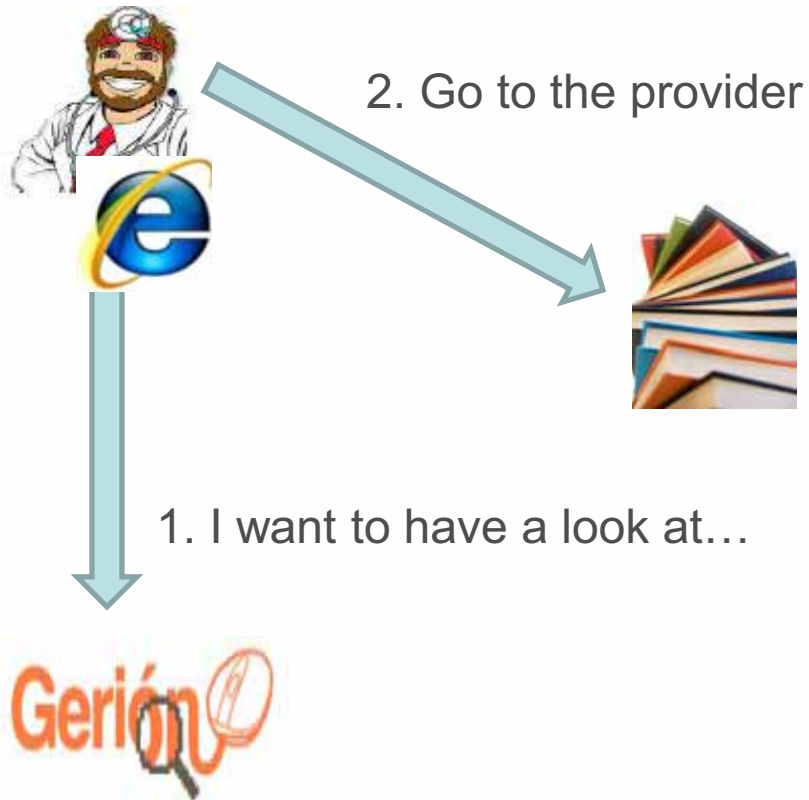 2. Go to the provider
1. I want to have a look at…
Gerión